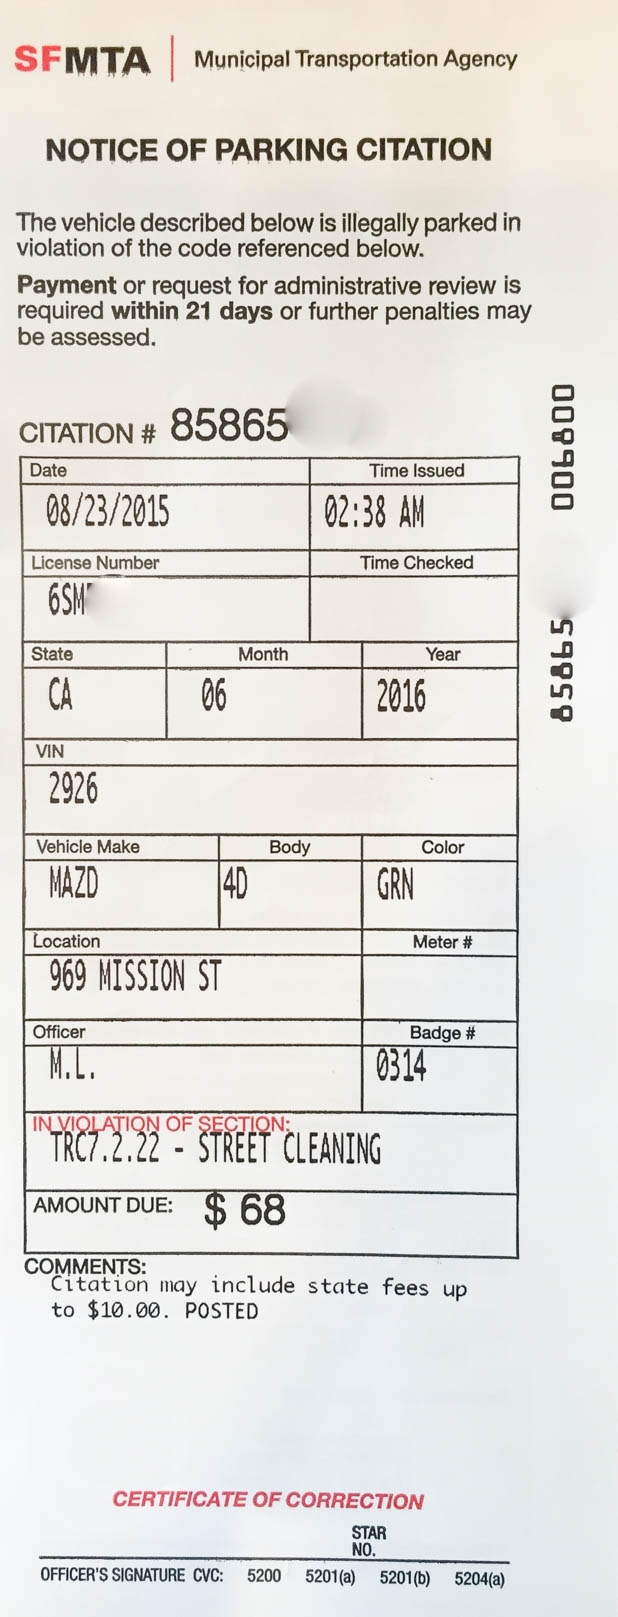 SFMTA | Municipal Transportation Agency
NOTICE OF PARKING CITATION
The vehicle described below is illegally parked in
violation of the code referenced below.
Payment or request for administrative review is
required within 21 days or further penalties may
be assessed.
CITATION # 85865
Date Time Issued
08/23/2015 02:38 AM
License Number Time Checked
6SM
State Month Year
CA 06 2016
VIN
2926
Vehicle Make Body Color
MAZD 4D GRN
Location Meter #
969 MISSION ST
Officer Badge #
M.L. 0314
IN VIOLATION OF SECTION:
TRC7.2.22 - STREET CLEANING
AMOUNT DUE: $ 68
COMMENTS:
Citation may include state fees up
to $10.00. POSTED
CERTIFICATE OF CORRECTION
STAR
NO.
OFFICER'S SIGNATURE CVC: 5200 5201(a) 5201(b) 5204(a)
85865 006800